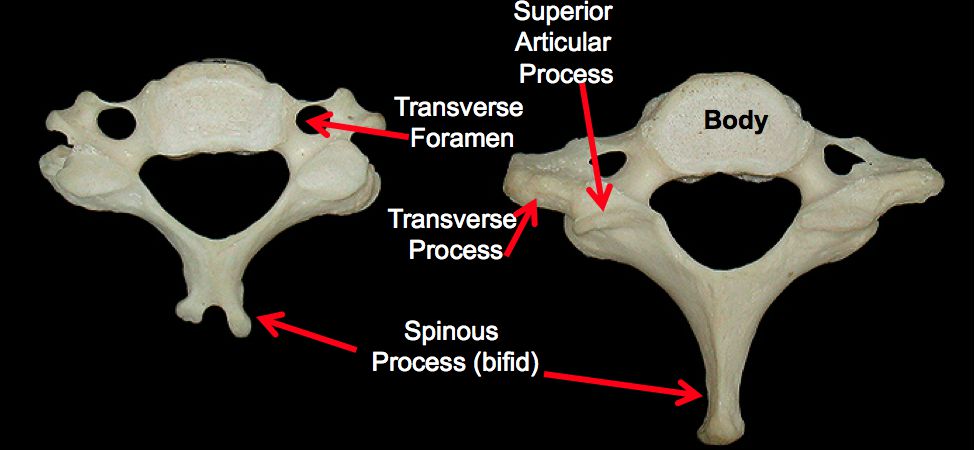 Superior
Articular
Process
Body
Transverse
Foramen
Transverse
Process
Spinous
Process (bifid)